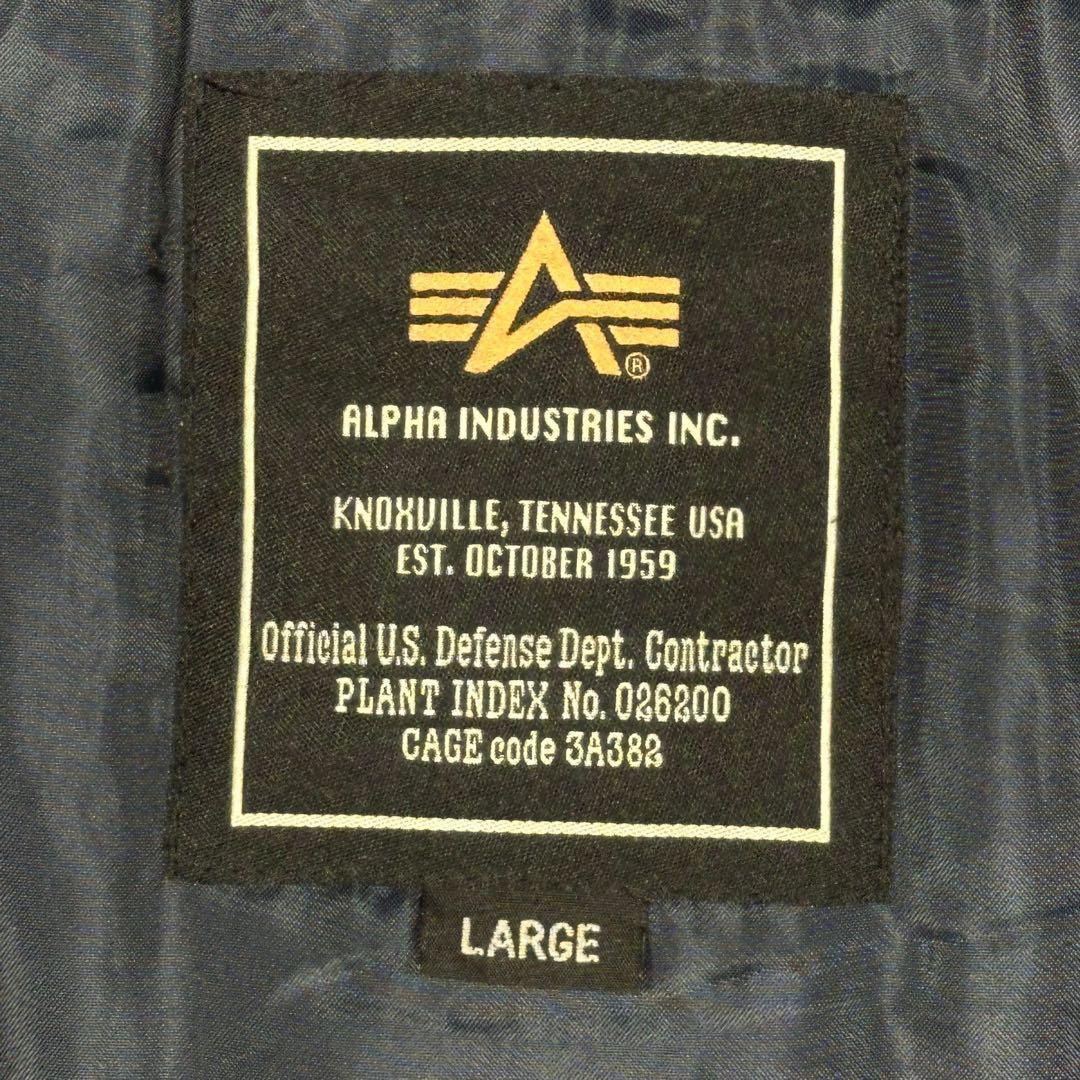 ®
ALPHA INDUSTRIES INC.
KNOXVILLE, TENNESSEE USA
EST. OCTOBER 1959
Official U.S. Defense Dept. Contractor
PLANT INDEX No. 026200
CAGE code 3A382
LARGE